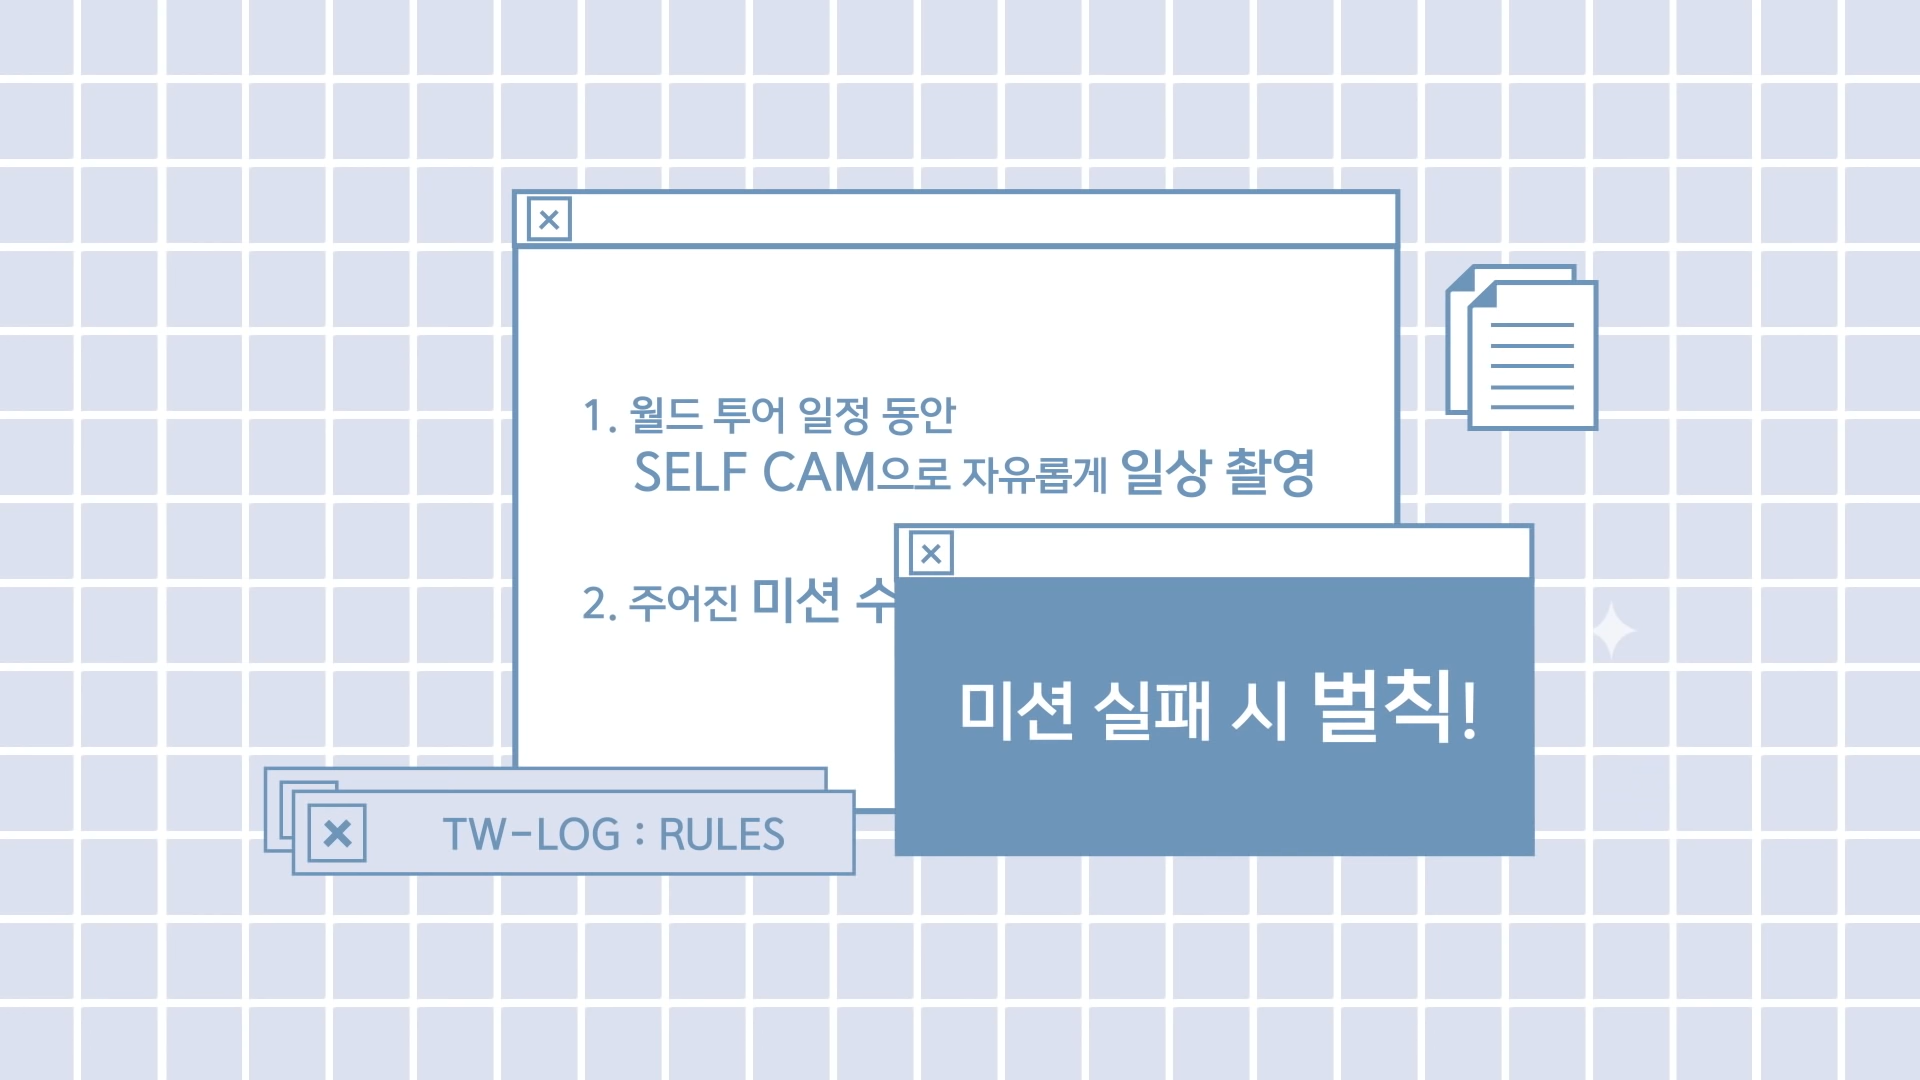 1. 월드 투어 일정 동안
SELF CAM으로 자유롭게 일상 촬영
2. 주어진 미션
미션 실패 시 벌칙!
TW-LOG : RULES